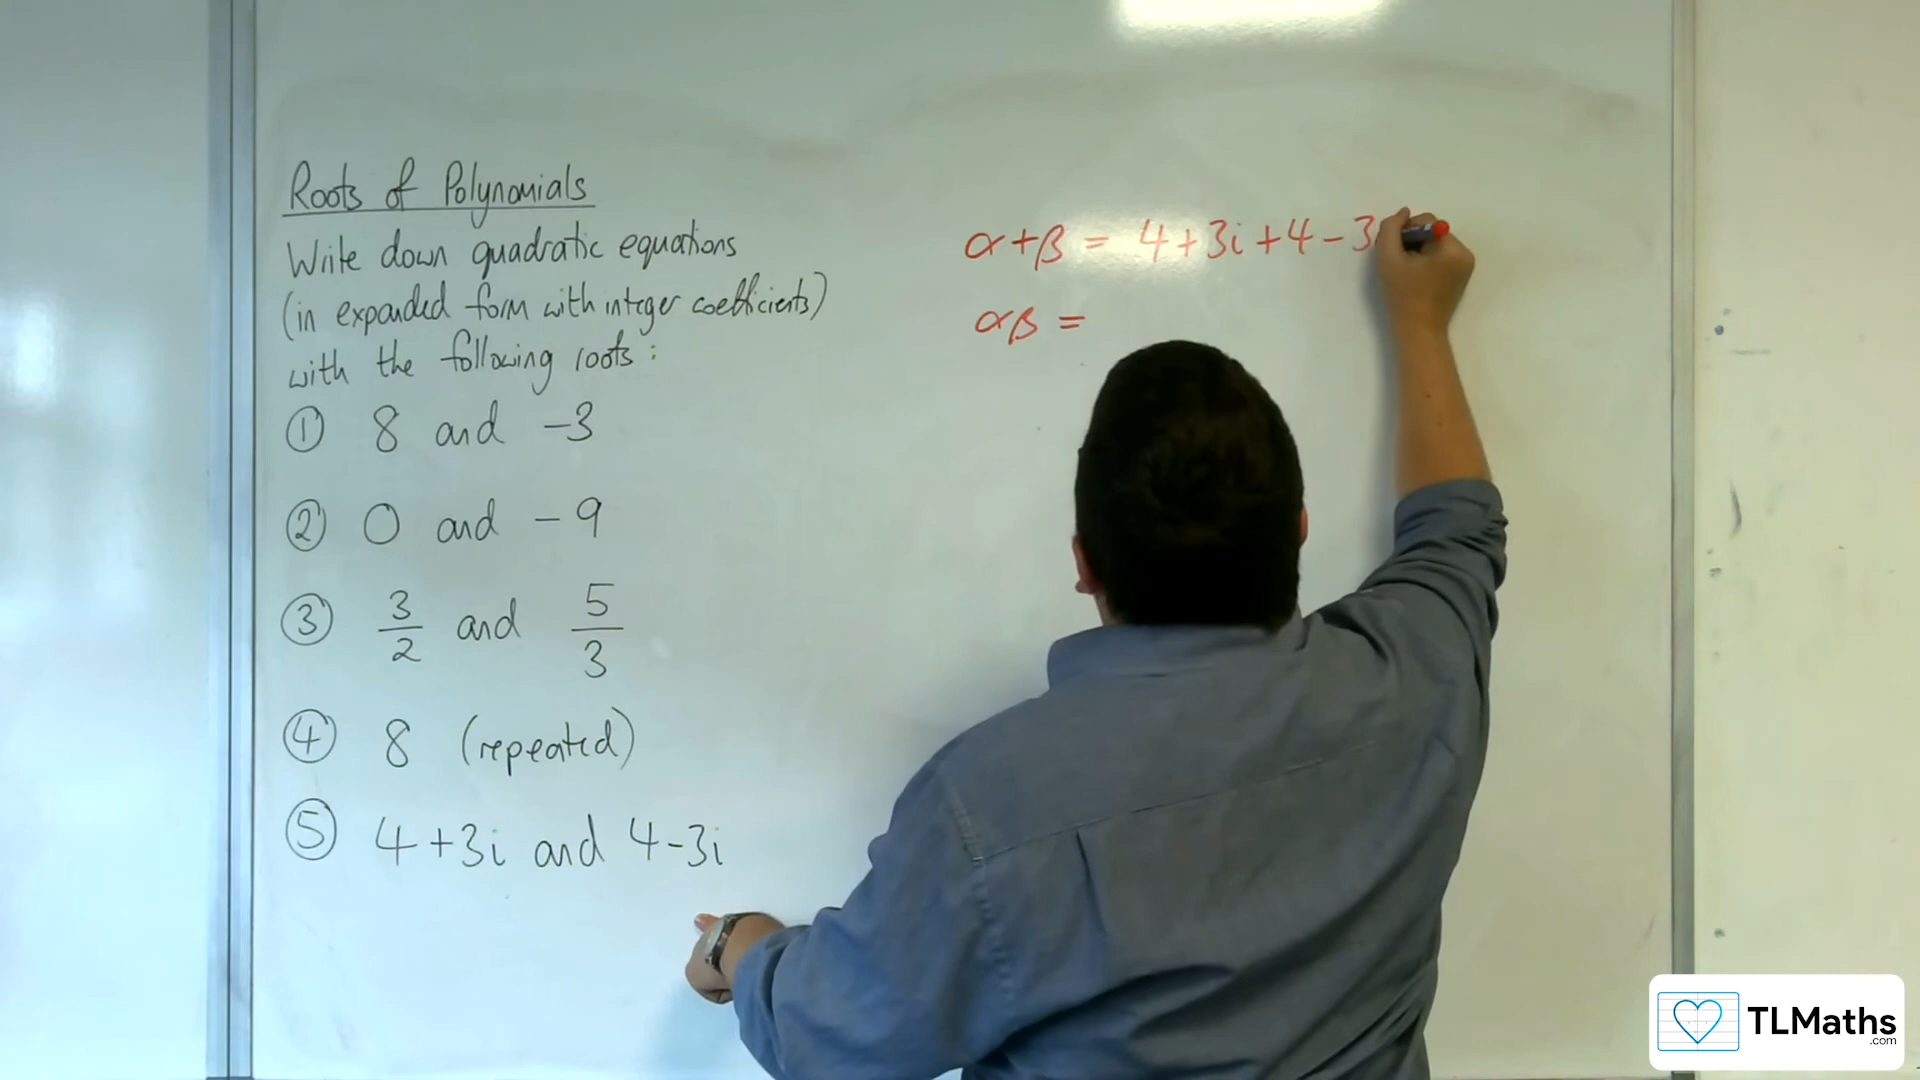 Roots of Polynomials
Write down quadratic equations
(in expanded form with integer coefficients)
with the following roots:
① 8 and -3
② 0 and -9
③ 3/2 and 5/3
④ 8 (repeated)
⑤ 4+3i and 4-3i
α+β = 4+3i+4-3i
αβ =
TLMaths
.com